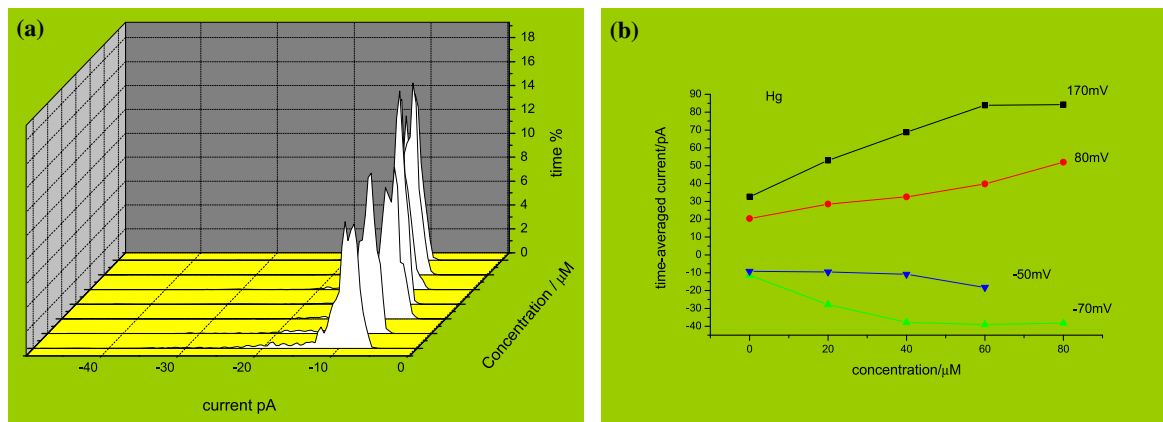 (a)
18
16
14
12
10
8
6
4
2
0
time %
Concentration / μM
-40
-30
-20
-10
0
current pA
(b)
Hg
170mV
80mV
-50mV
-70mV
90
80
70
60
50
40
30
20
10
0
-10
-20
-30
-40
time-averaged current/pA
0
20
40
60
80
concentration/μM